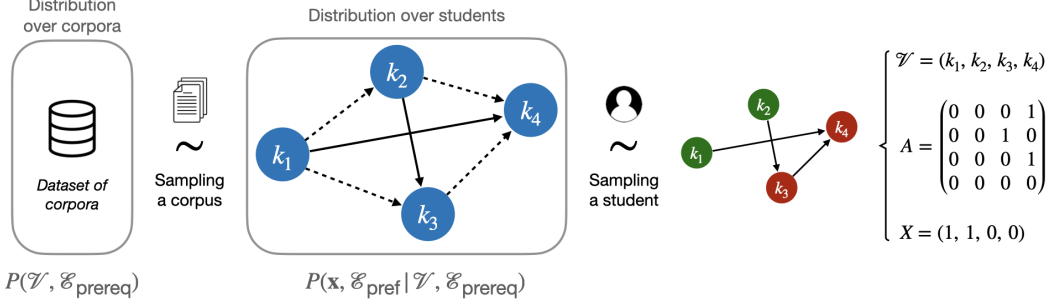 Distribution
over corpora
Dataset of
corpora
P(𝒱, ℰprereq)
∼
Sampling
a corpus
Distribution over students
k1
k2
k3
k4
P(x, ℰpref | 𝒱, ℰprereq)
∼
Sampling
a student
k1
k2
k3
k4
𝒱 = (k1, k2, k3, k4)
A =
0 0 0 1
0 0 1 0
0 0 0 1
0 0 0 0
X = (1, 1, 0, 0)